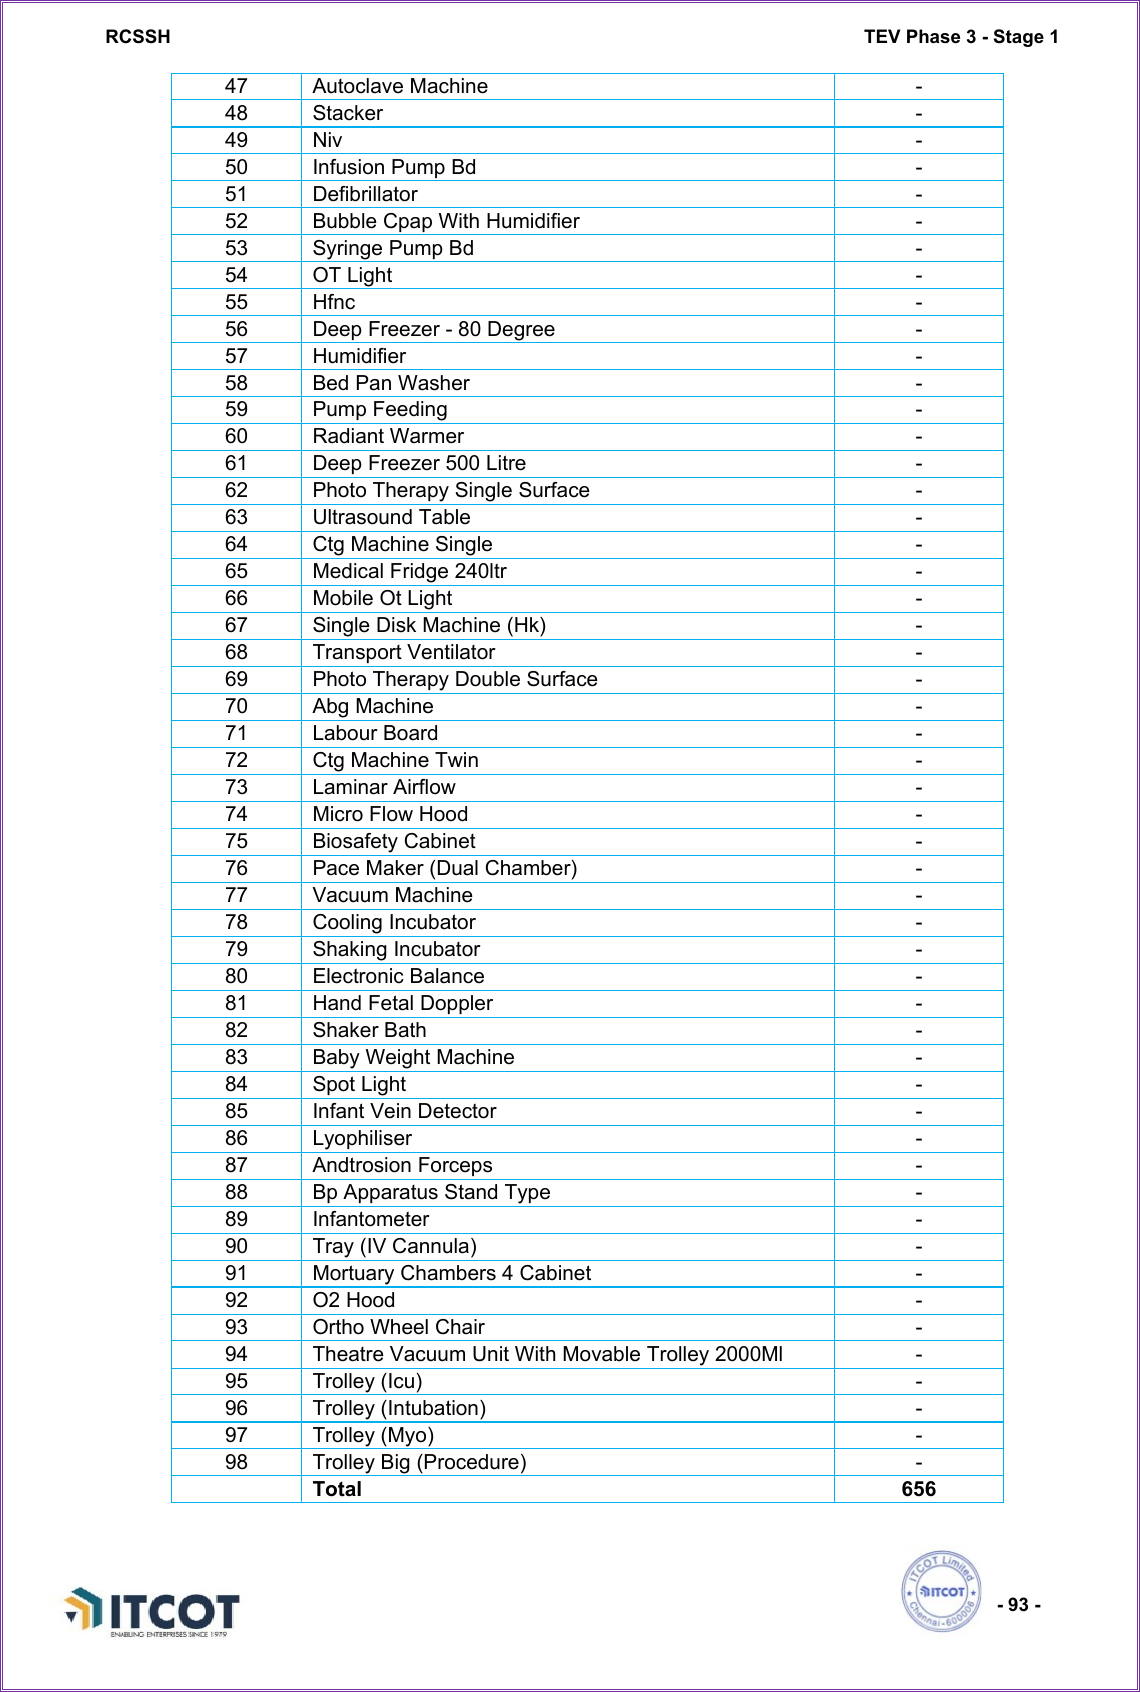 RCSSH TEV Phase 3 - Stage 1
47 Autoclave Machine -
48 Stacker -
49 Niv -
50 Infusion Pump Bd -
51 Defibrillator -
52 Bubble Cpap With Humidifier -
53 Syringe Pump Bd -
54 OT Light -
55 Hfnc -
56 Deep Freezer - 80 Degree -
57 Humidifier -
58 Bed Pan Washer -
59 Pump Feeding -
60 Radiant Warmer -
61 Deep Freezer 500 Litre -
62 Photo Therapy Single Surface -
63 Ultrasound Table -
64 Ctg Machine Single -
65 Medical Fridge 240ltr -
66 Mobile Ot Light -
67 Single Disk Machine (Hk) -
68 Transport Ventilator -
69 Photo Therapy Double Surface -
70 Abg Machine -
71 Labour Board -
72 Ctg Machine Twin -
73 Laminar Airflow -
74 Micro Flow Hood -
75 Biosafety Cabinet -
76 Pace Maker (Dual Chamber) -
77 Vacuum Machine -
78 Cooling Incubator -
79 Shaking Incubator -
80 Electronic Balance -
81 Hand Fetal Doppler -
82 Shaker Bath -
83 Baby Weight Machine -
84 Spot Light -
85 Infant Vein Detector -
86 Lyophiliser -
87 Andtrosion Forceps -
88 Bp Apparatus Stand Type -
89 Infantometer -
90 Tray (IV Cannula) -
91 Mortuary Chambers 4 Cabinet -
92 O2 Hood -
93 Ortho Wheel Chair -
94 Theatre Vacuum Unit With Movable Trolley 2000Ml -
95 Trolley (Icu) -
96 Trolley (Intubation) -
97 Trolley (Myo) -
98 Trolley Big (Procedure) -
Total 656
ITCOT
ENABLING ENTERPRISES SINCE 1979
ITCOT Limited
ITCOT
Chennai-600006
- 93 -